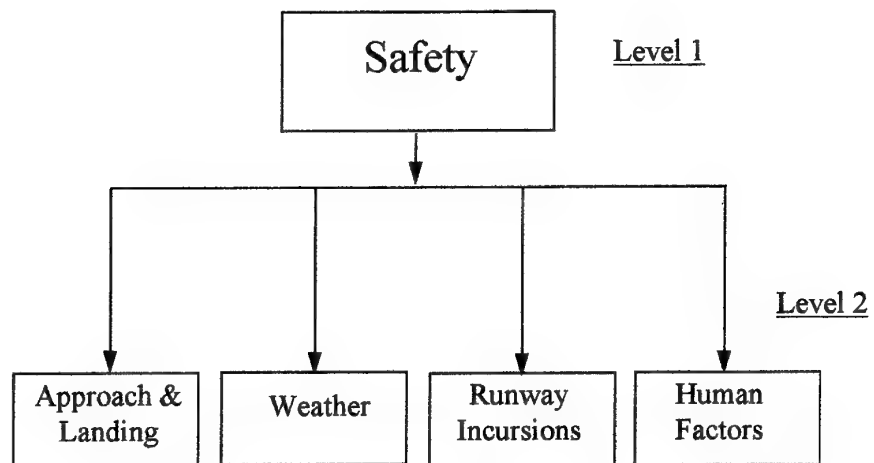 Safety
Level 1
Level 2
Approach &
Landing
Weather
Runway
Incursions
Human
Factors